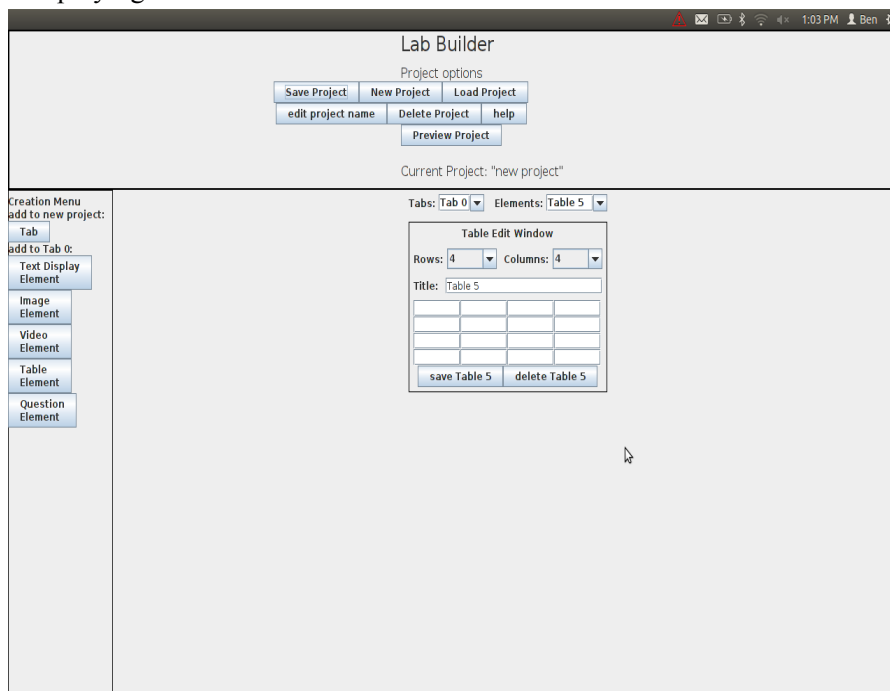 1:03 PM Ben
Lab Builder
Project options
Save Project New Project Load Project
edit project name Delete Project help
Preview Project
Current Project: "new project"
Creation Menu
add to new project:
Tab
add to Tab 0:
Text Display
Element
Image
Element
Video
Element
Table
Element
Question
Element
Tabs: Tab 0 Elements: Table 5
Table Edit Window
Rows: 4 Columns: 4
Title: Table 5
save Table 5 delete Table 5